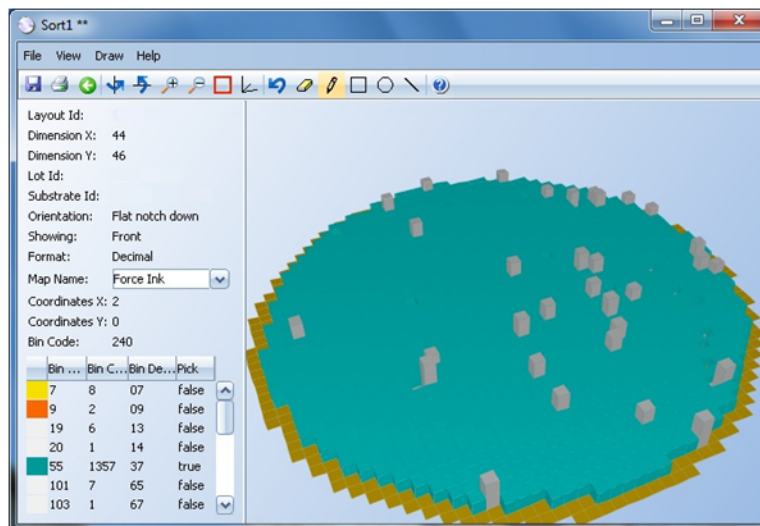 Sort1 **
File View Draw Help
Layout Id:
Dimension X: 44
Dimension Y: 46
Lot Id:
Substrate Id:
Orientation: Flat notch down
Showing: Front
Format: Decimal
Map Name: Force Ink
Coordinates X: 2
Coordinates Y: 0
Bin Code: 240
Bin ... Bin C... Bin De... Pick
7 8 07 false
9 2 09 false
19 6 13 false
20 1 14 false
55 1357 37 true
101 7 65 false
103 1 67 false